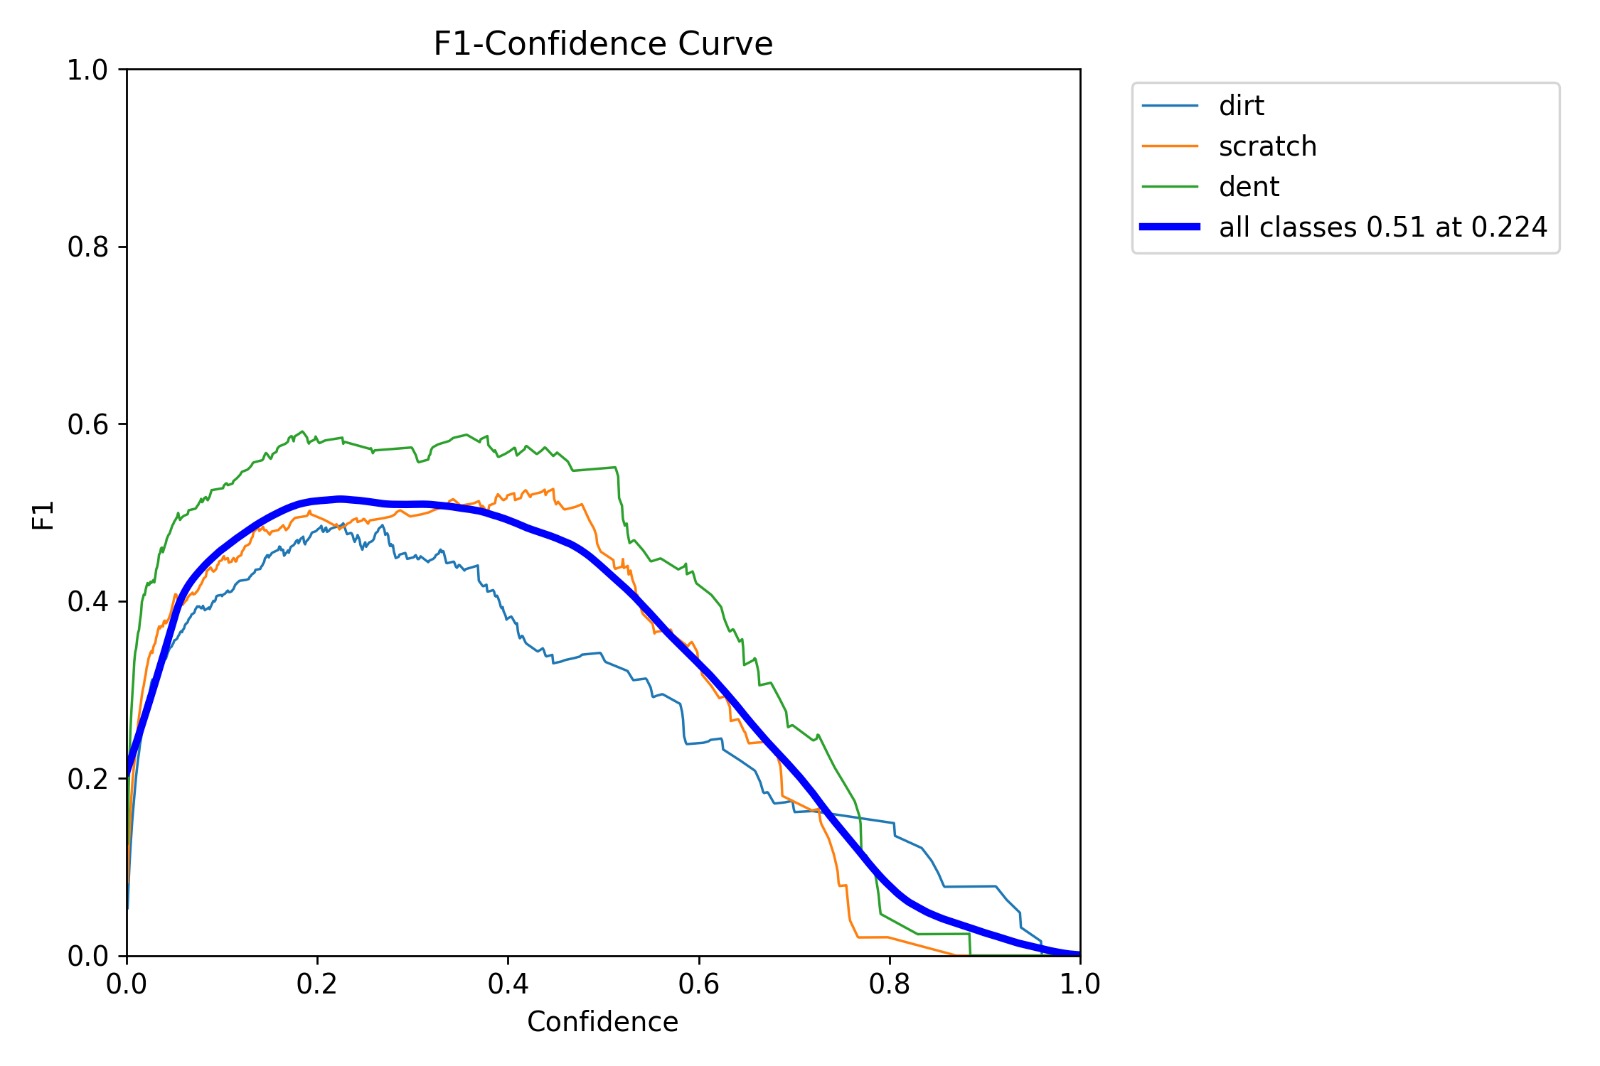 F1-Confidence Curve
1.0
0.8
0.6
0.4
0.2
0.0
F1
0.0 0.2 0.4 0.6 0.8 1.0
Confidence
dirt
scratch
dent
all classes 0.51 at 0.224